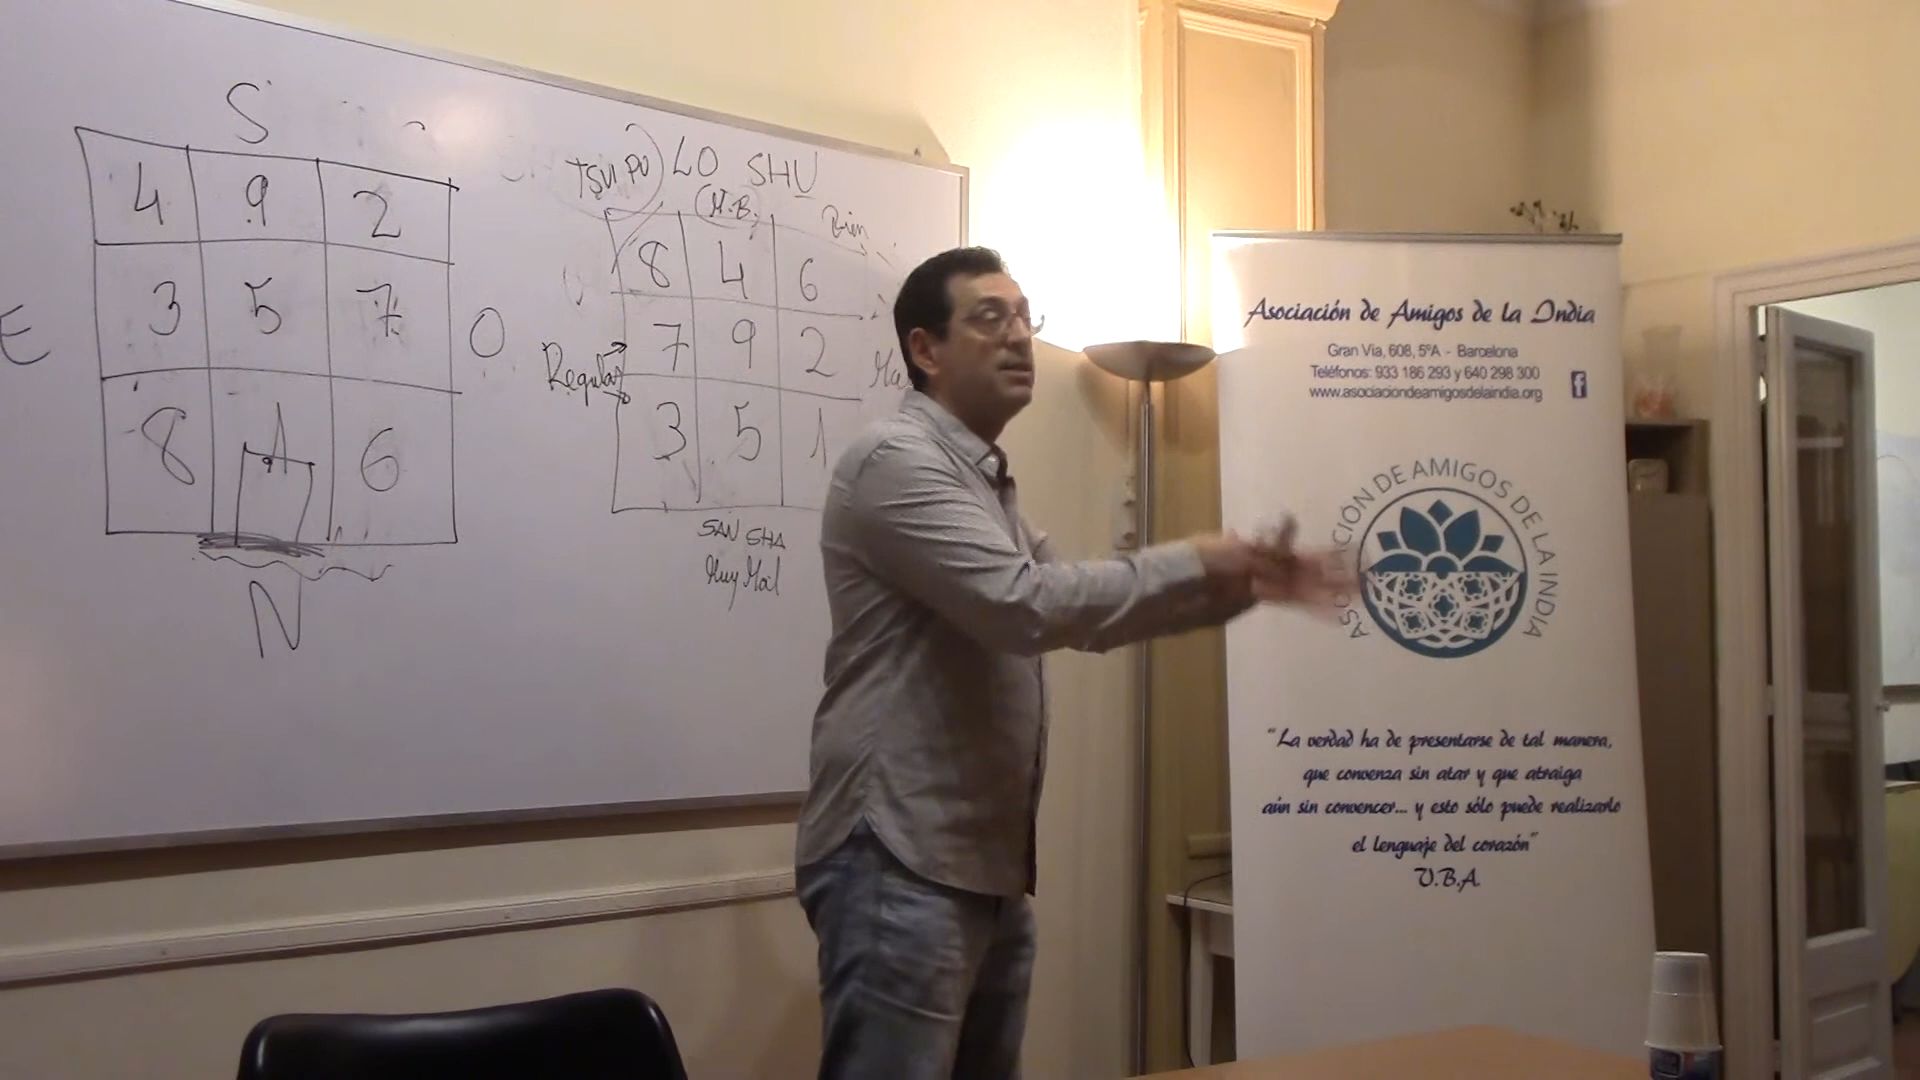 S
4 9 2
3 5 7
8 1 6
E
O
N
TSUI PO LO SHU
(M.B.) Bien
8 4 6
7 9 2
3 5 1
Regular
SAN SHA
Muy Mal
Asociación de Amigos de la India
Gran Via, 608, 5ºA - Barcelona
Teléfonos: 933 186 293 y 640 298 300
www.asociaciondeamigosdelaindia.org
f
ASOCIACIÓN DE AMIGOS DE LA INDIA
"La verdad ha de presentarse de tal manera,
que convenza sin atar y que atraiga
aún sin convencer... y esto sólo puede realizarlo
el lenguaje del corazón"
V.B.A.